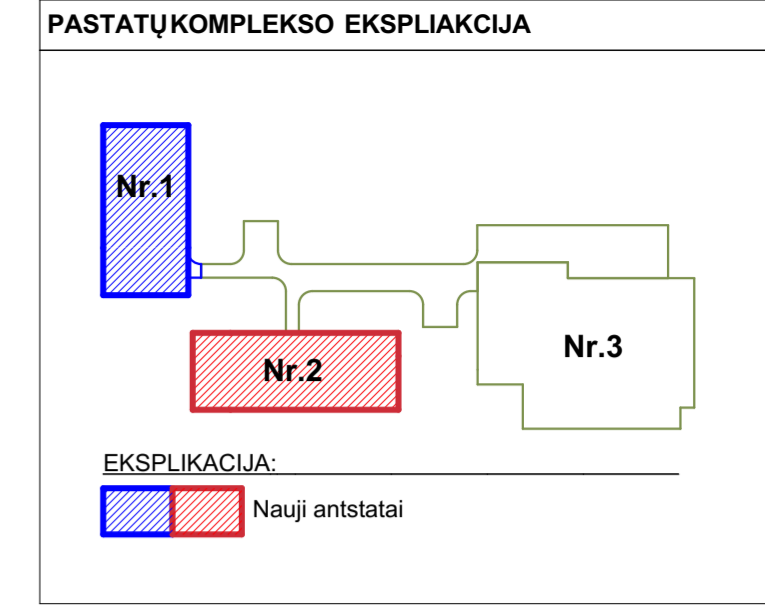 PASTATŲ KOMPLEKSO EKSPLIAKCIJA
Nr.1
Nr.3
Nr.2
EKSPLIKACIJA:
Nauji antstatai